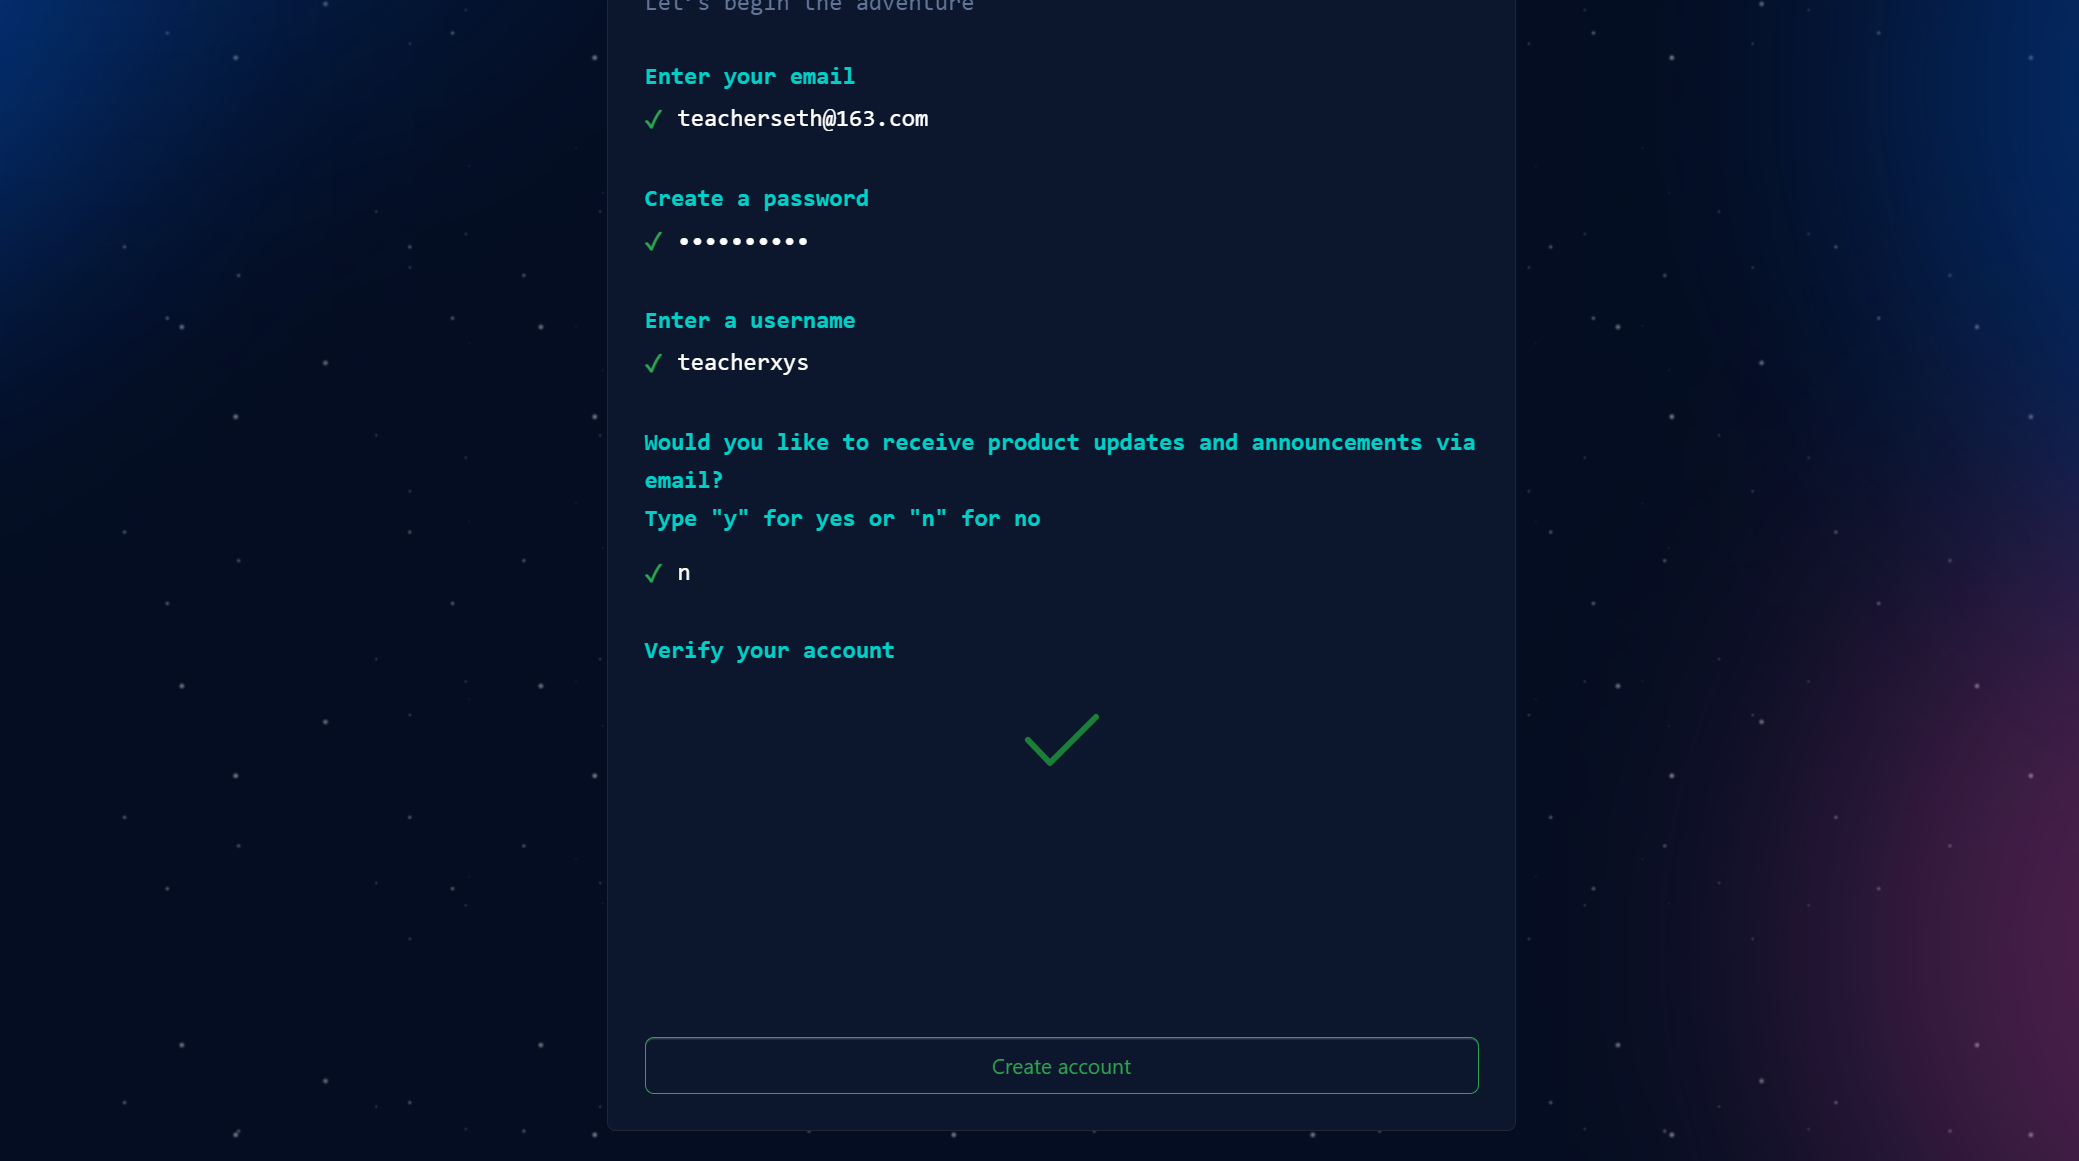 Let's begin the adventure
Enter your email
✓ teacherseth@163.com
Create a password
✓ ••••••••••
Enter a username
✓ teacherxys
Would you like to receive product updates and announcements via
email?
Type "y" for yes or "n" for no
✓ n
Verify your account
Create account